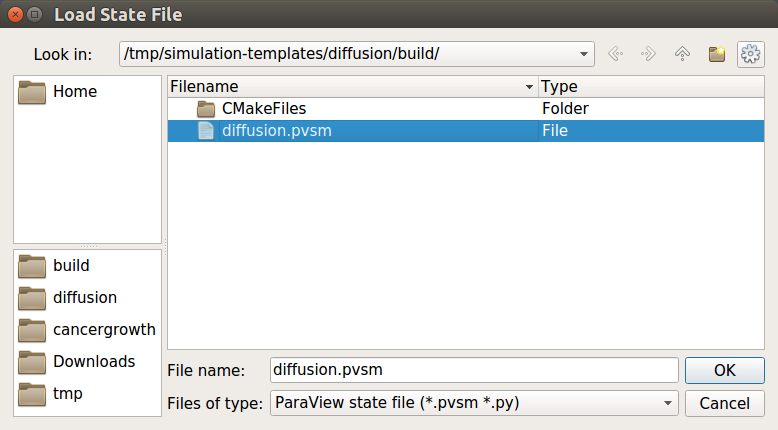 Load State File
Look in: /tmp/simulation-templates/diffusion/build/
Home
Filename Type
CMakeFiles Folder
diffusion.pvsm File
build
diffusion
cancergrowth
Downloads
tmp
File name: diffusion.pvsm OK
Files of type: ParaView state file (*.pvsm *.py) Cancel